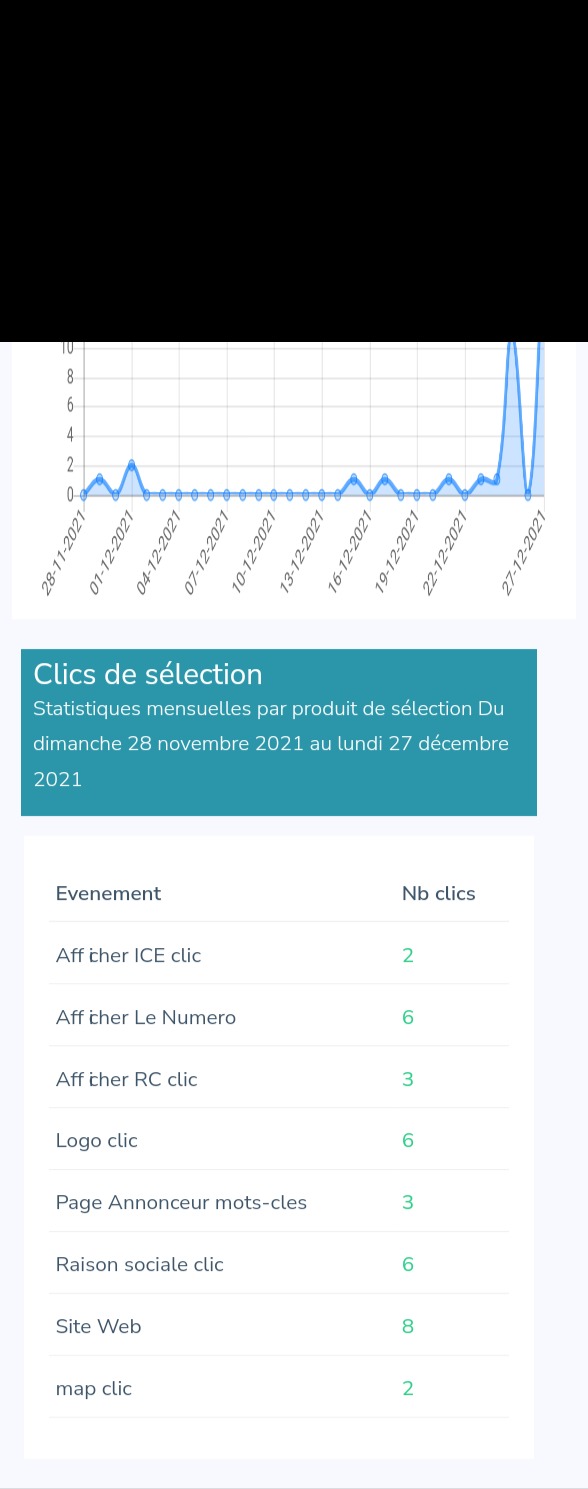 10
8
6
4
2
0
28-11-2021
01-12-2021
04-12-2021
07-12-2021
10-12-2021
13-12-2021
16-12-2021
19-12-2021
22-12-2021
27-12-2021
Clics de sélection
Statistiques mensuelles par produit de sélection Du
dimanche 28 novembre 2021 au lundi 27 décembre
2021
Evenement Nb clics
Afficher ICE clic 2
Afficher Le Numero 6
Afficher RC clic 3
Logo clic 6
Page Annonceur mots-cles 3
Raison sociale clic 6
Site Web 8
map clic 2